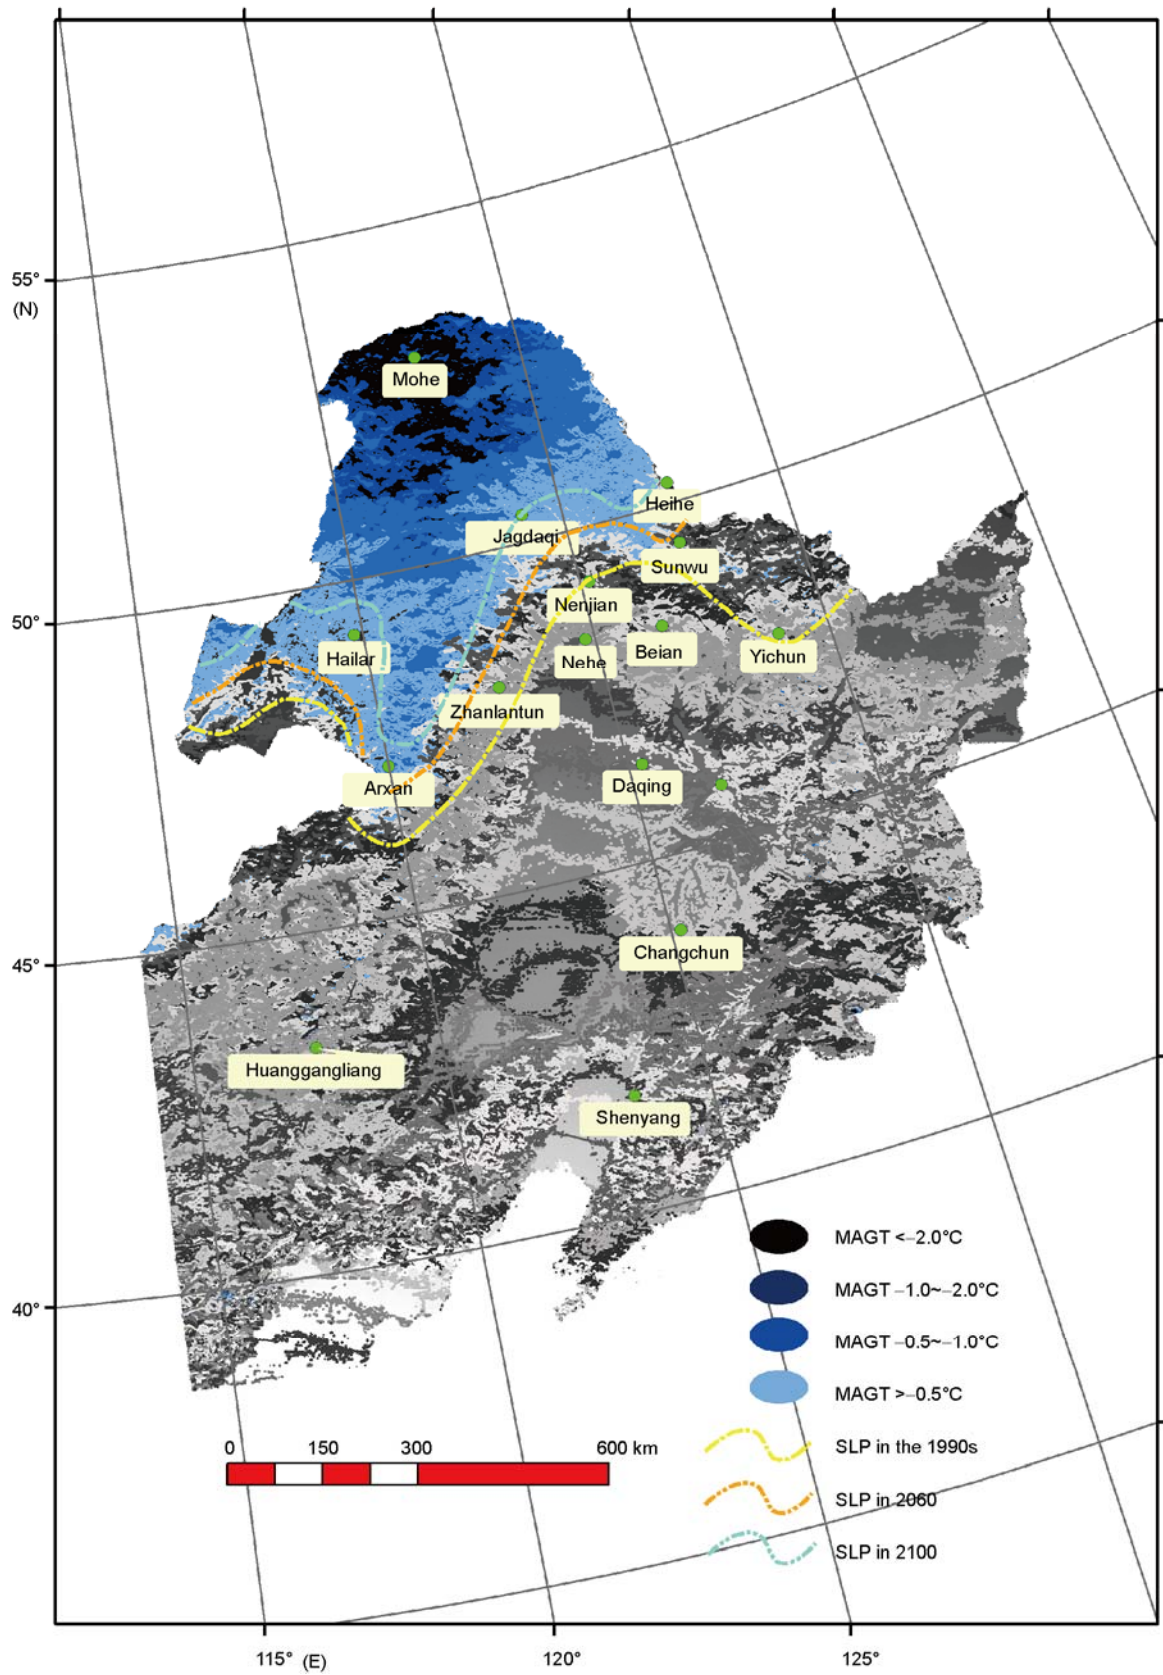 55°
(N)
Mohe
Heihe
Jagdaqi
Sunwu
Nenjian
50°
Beian
Yichun
Hailar
Nehe
Zhanlantun
Arxan
Daqing
Changchun
45°
Huanggangliang
Shenyang
MAGT <–2.0°C
MAGT –1.0~–2.0°C
40°
MAGT –0.5~–1.0°C
MAGT >–0.5°C
0 150 300 600 km
SLP in the 1990s
SLP in 2060
SLP in 2100
115° (E) 120° 125°